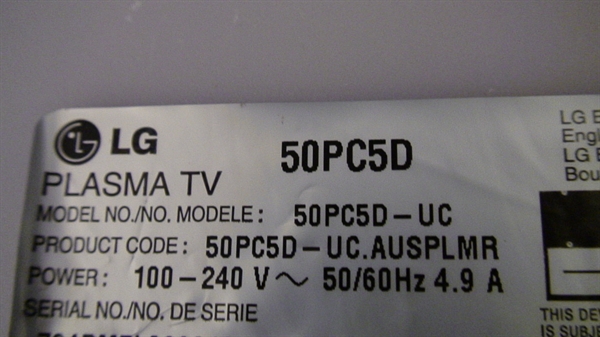 LG
50PC5D
PLASMA TV
MODEL NO./NO. MODELE : 50PC5D-UC
PRODUCT CODE : 50PC5D-UC.AUSPLMR
POWER : 100-240 V~ 50/60Hz 4.9 A
SERIAL NO./NO. DE SERIE
LG E
Engl
LG E
Bou
THIS DE
IS SUBJE